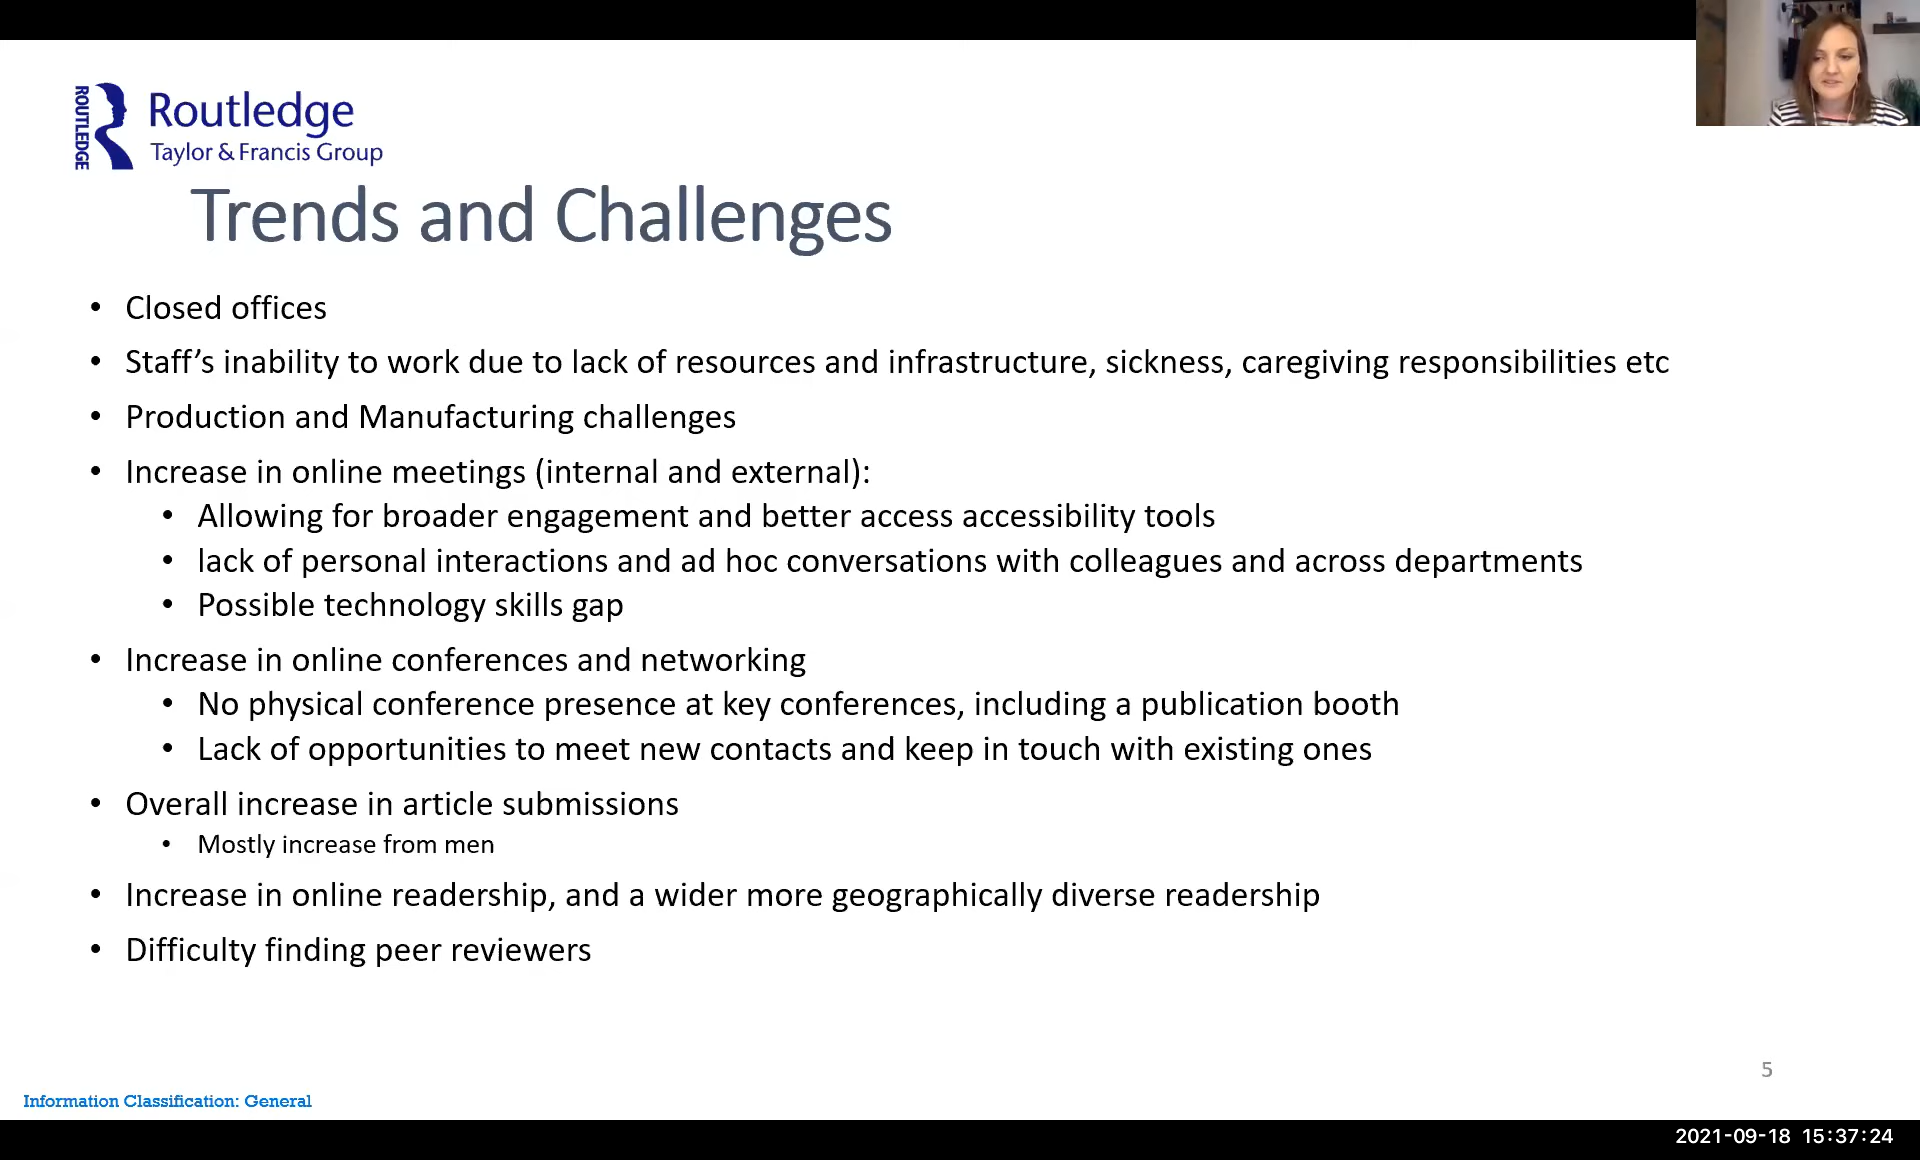 ROUTLEDGE
Routledge
Taylor & Francis Group
Trends and Challenges
• Closed offices
• Staff’s inability to work due to lack of resources and infrastructure, sickness, caregiving responsibilities etc
• Production and Manufacturing challenges
• Increase in online meetings (internal and external):
• Allowing for broader engagement and better access accessibility tools
• lack of personal interactions and ad hoc conversations with colleagues and across departments
• Possible technology skills gap
• Increase in online conferences and networking
• No physical conference presence at key conferences, including a publication booth
• Lack of opportunities to meet new contacts and keep in touch with existing ones
• Overall increase in article submissions
• Mostly increase from men
• Increase in online readership, and a wider more geographically diverse readership
• Difficulty finding peer reviewers
5
Information Classification: General
2021-09-18 15:37:24